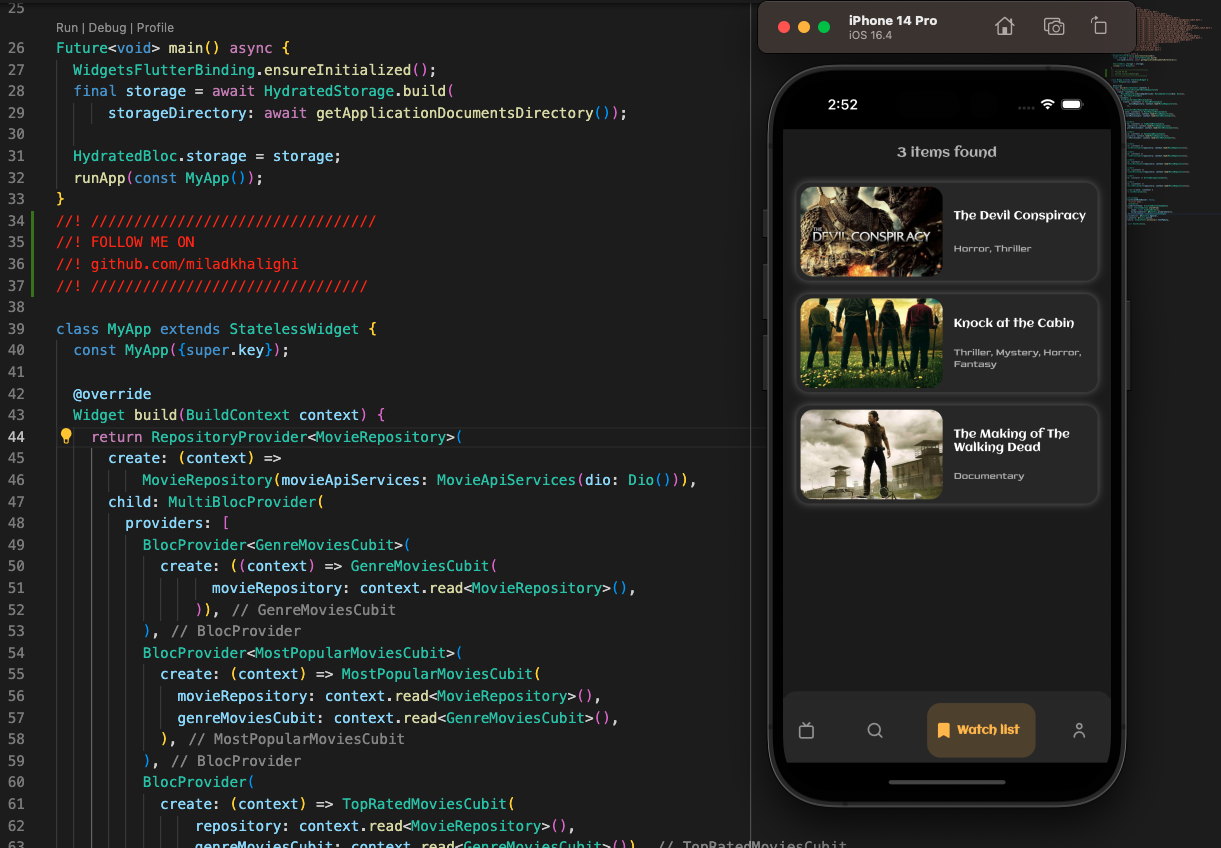 25
Run | Debug | Profile
26 Future<void> main() async {
27 WidgetsFlutterBinding.ensureInitialized();
28 final storage = await HydratedStorage.build(
29 storageDirectory: await getApplicationDocumentsDirectory());
30
31 HydratedBloc.storage = storage;
32 runApp(const MyApp());
33 }
34 //! /////////////////////////////////
35 //! FOLLOW ME ON
36 //! github.com/miladkhalighi
37 //! ////////////////////////////////
38
39 class MyApp extends StatelessWidget {
40 const MyApp({super.key});
41
42 @override
43 Widget build(BuildContext context) {
44 return RepositoryProvider<MovieRepository>(
45 create: (context) =>
46 MovieRepository(movieApiServices: MovieApiServices(dio: Dio())),
47 child: MultiBlocProvider(
48 providers: [
49 BlocProvider<GenreMoviesCubit>(
50 create: ((context) => GenreMoviesCubit(
51 movieRepository: context.read<MovieRepository>(),
52 )), // GenreMoviesCubit
53 ), // BlocProvider
54 BlocProvider<MostPopularMoviesCubit>(
55 create: (context) => MostPopularMoviesCubit(
56 movieRepository: context.read<MovieRepository>(),
57 genreMoviesCubit: context.read<GenreMoviesCubit>(),
58 ), // MostPopularMoviesCubit
59 ), // BlocProvider
60 BlocProvider(
61 create: (context) => TopRatedMoviesCubit(
62 repository: context.read<MovieRepository>(),
63 genreMoviesCubit: context.read<GenreMoviesCubit>()), // TopRatedMoviesCubit
iPhone 14 Pro
iOS 16.4
2:52
3 items found
THE
DEVIL CONSPIRACY
The Devil Conspiracy
Horror, Thriller
Knock at the Cabin
Thriller, Mystery, Horror,
Fantasy
The Making of The
Walking Dead
Documentary
Watch list